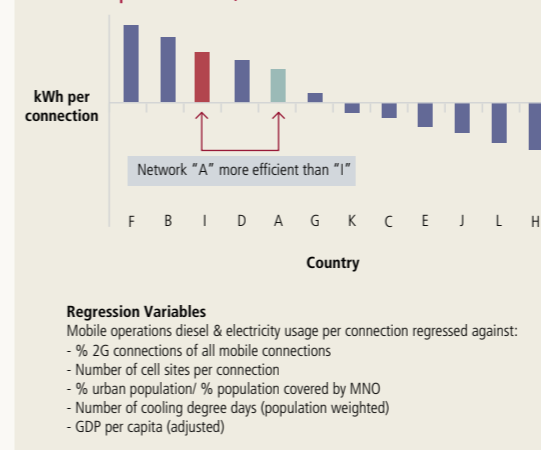 kWh per
connection
Network “A” more efficient than “I”
F B I D A G K C E J L H
Country
Regression Variables
Mobile operations diesel & electricity usage per connection regressed against:
- % 2G connections of all mobile connections
- Number of cell sites per connection
- % urban population/ % population covered by MNO
- Number of cooling degree days (population weighted)
- GDP per capita (adjusted)